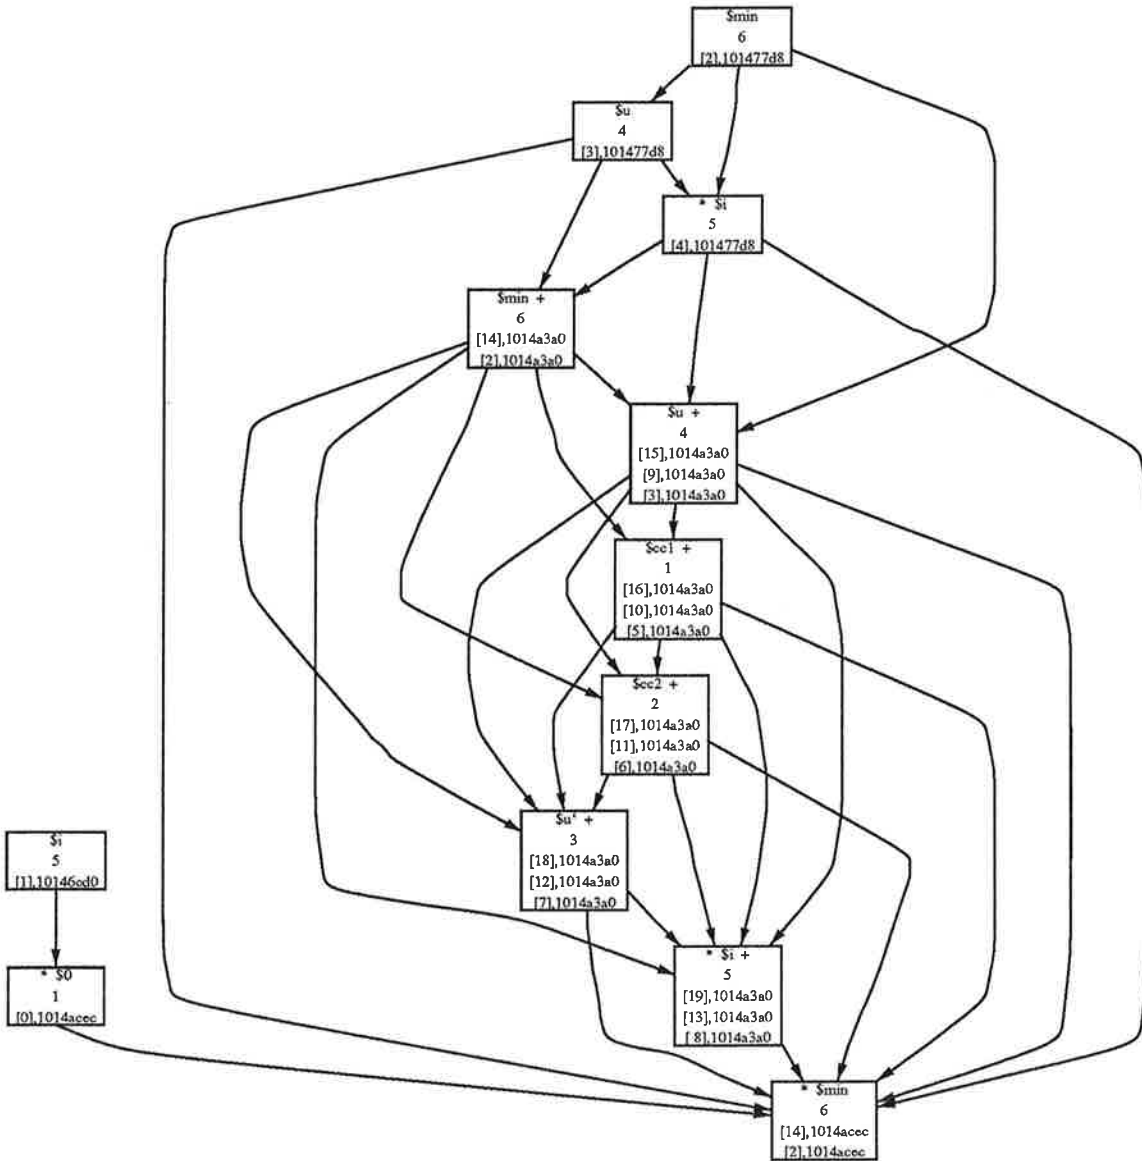 $min
6
[2],101477d8
$u
4
[3],101477d8
* $i
5
[4],101477d8
$min +
6
[14],1014a3a0
[2],1014a3a0
$u +
4
[15],1014a3a0
[9],1014a3a0
[3],1014a3a0
$cc1 +
1
[16],1014a3a0
[10],1014a3a0
[5],1014a3a0
$cc2 +
2
[17],1014a3a0
[11],1014a3a0
[6],1014a3a0
$u' +
3
[18],1014a3a0
[12],1014a3a0
[7],1014a3a0
$i
5
[1],10146cd0
* $0
1
[0],1014acec
* $i +
5
[19],1014a3a0
[13],1014a3a0
[8],1014a3a0
* $min
6
[14],1014acec
[2],1014acec